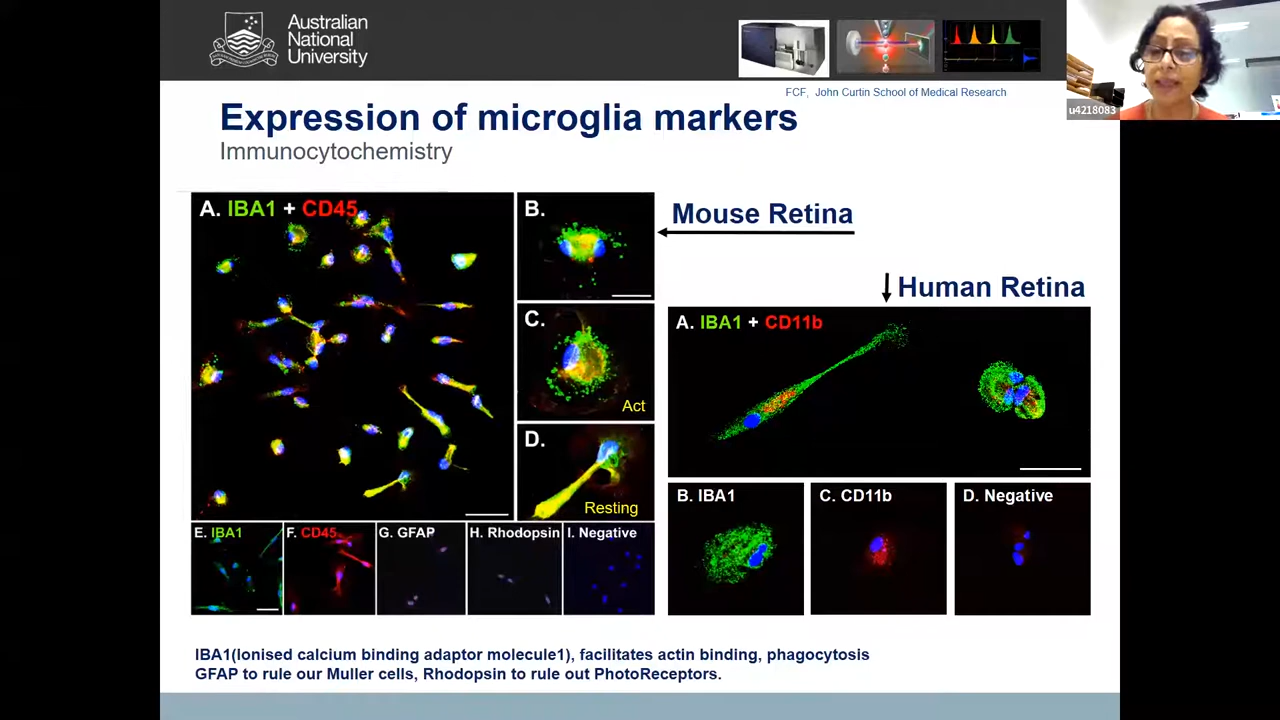 Australian
National
University
FCF, John Curtin School of Medical Research
u4218083
Expression of microglia markers
Immunocytochemistry
A. IBA1 + CD45
B.
C.
Act
D.
Resting
E. IBA1
F. CD45
G. GFAP
H. Rhodopsin
I. Negative
Mouse Retina
Human Retina
A. IBA1 + CD11b
B. IBA1
C. CD11b
D. Negative
IBA1(Ionised calcium binding adaptor molecule1), facilitates actin binding, phagocytosis
GFAP to rule our Muller cells, Rhodopsin to rule out PhotoReceptors.